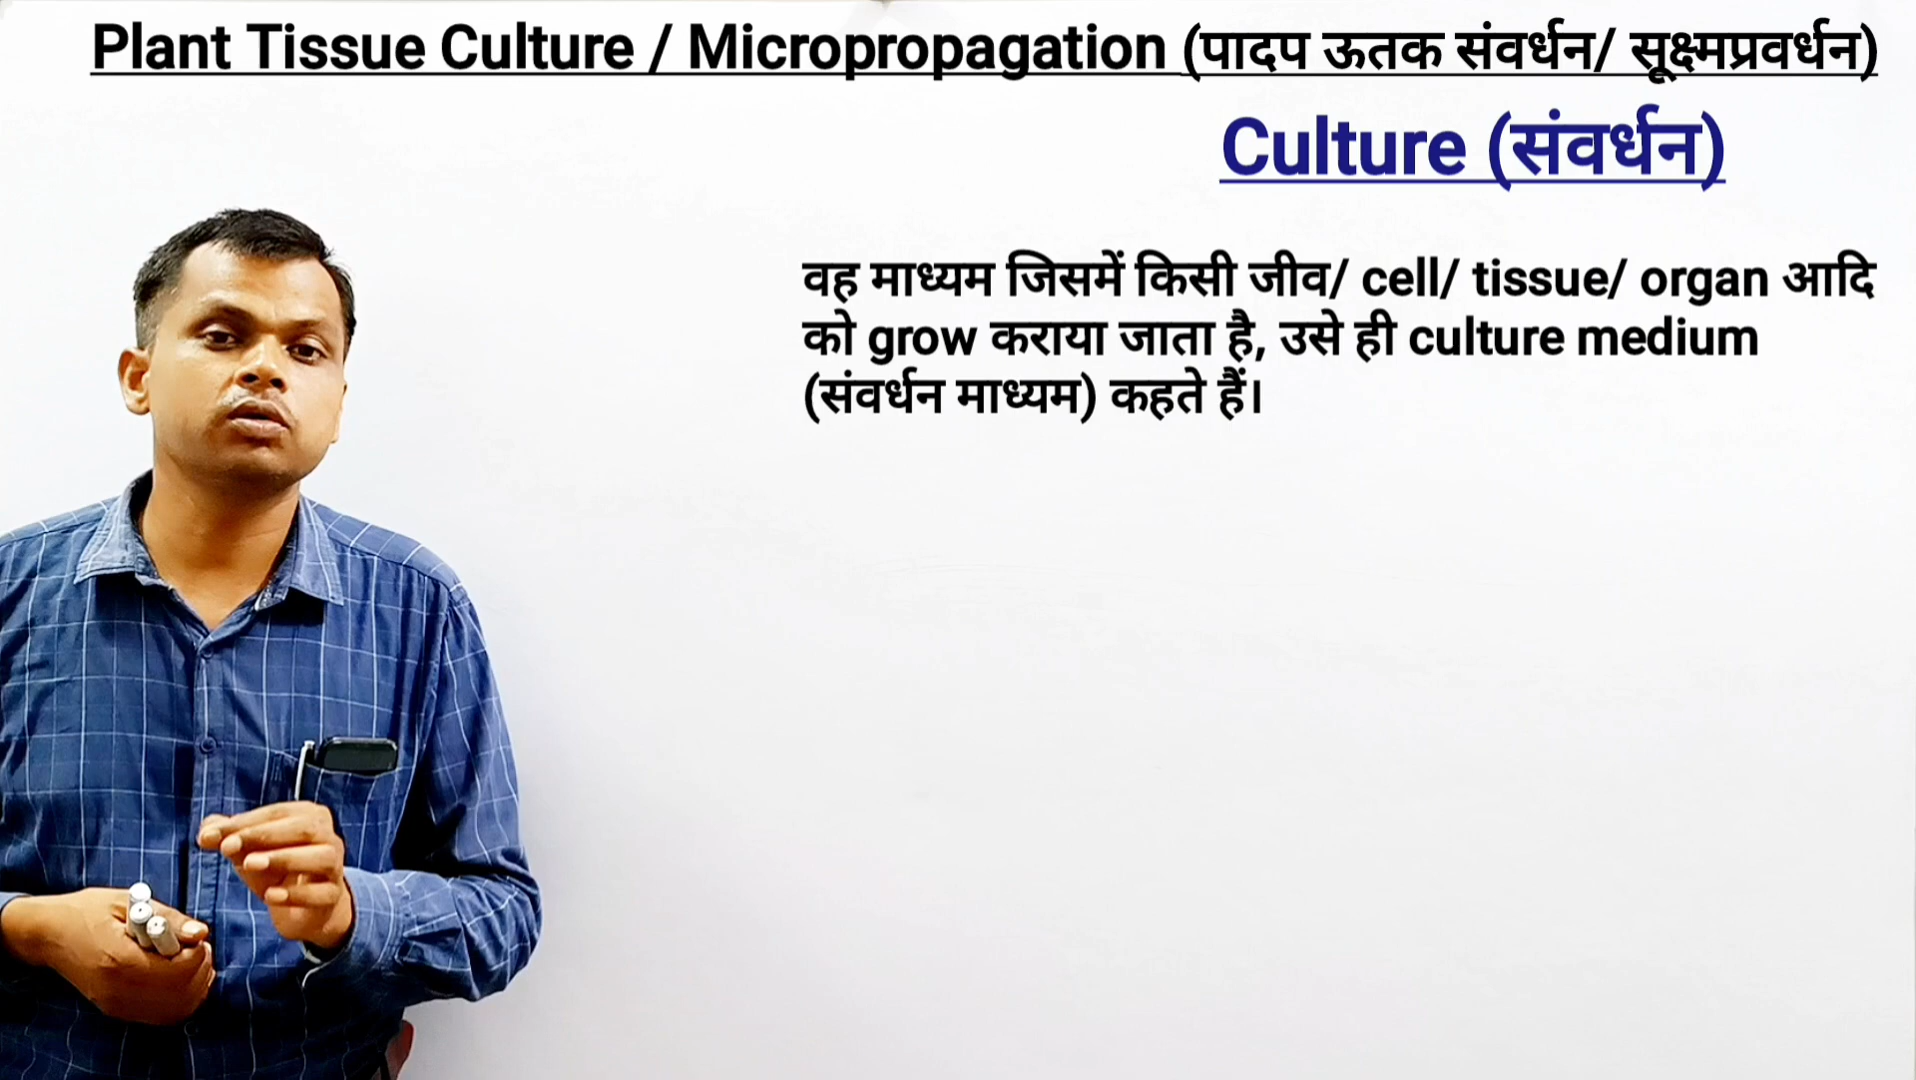 Plant Tissue Culture / Micropropagation (पादप ऊतक संवर्धन/ सूक्ष्मप्रवर्धन)
Culture (संवर्धन)
वह माध्यम जिसमें किसी जीव/ cell/ tissue/ organ आदि
को grow कराया जाता है, उसे ही culture medium
(संवर्धन माध्यम) कहते हैं।